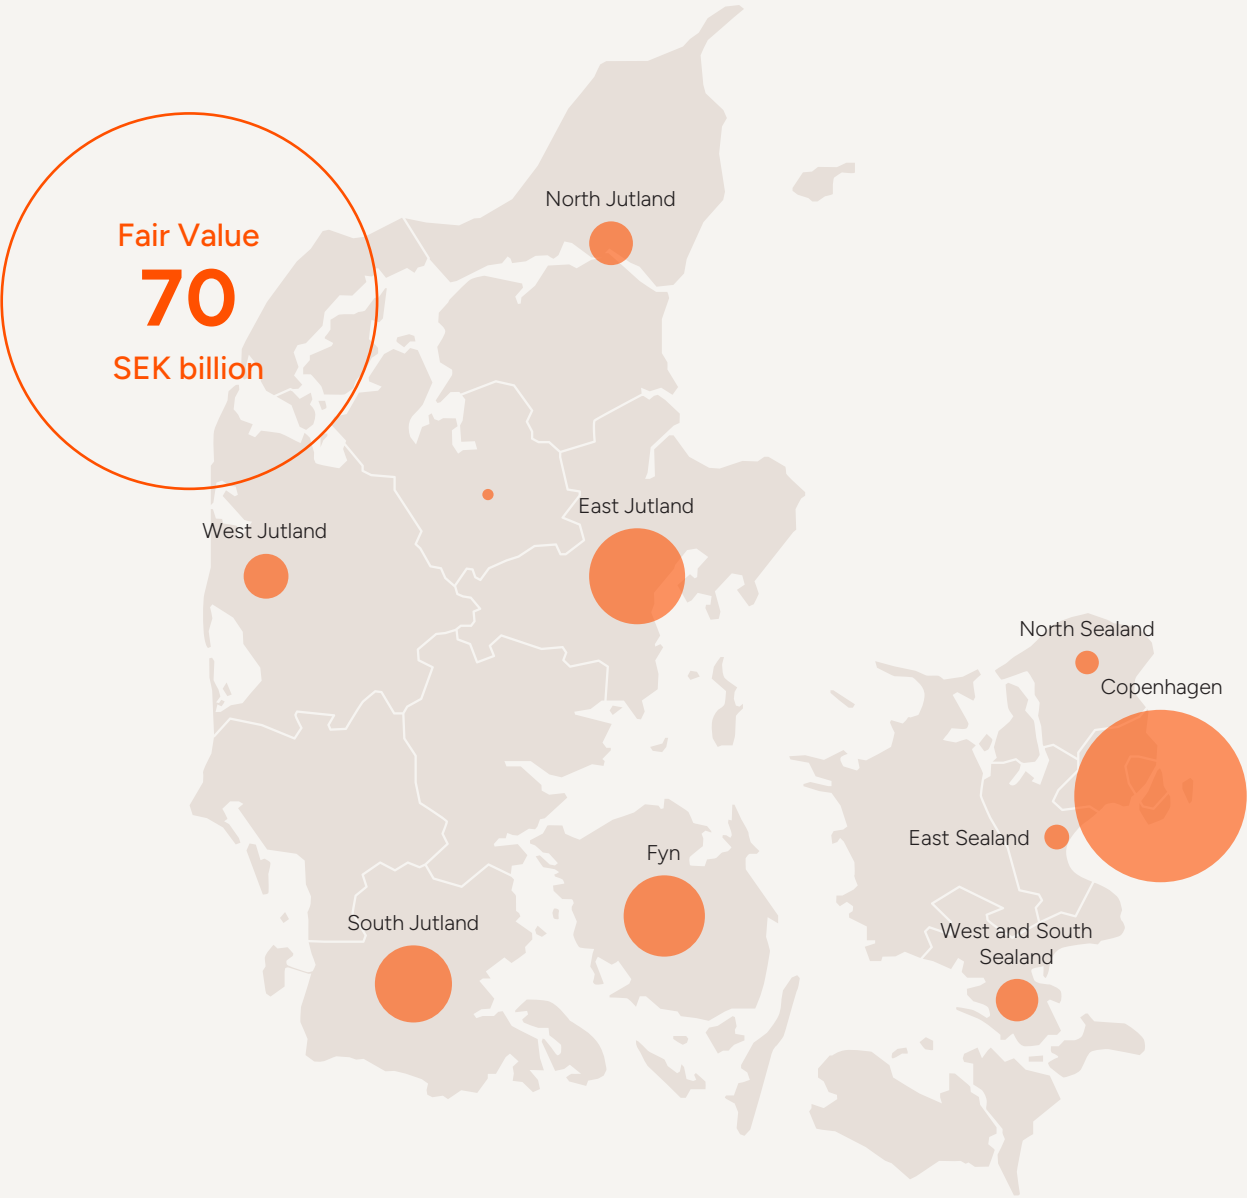 North Jutland
Fair Value
70
SEK billion
East Jutland
West Jutland
North Sealand
Copenhagen
East Sealand
Fyn
South Jutland
West and South
Sealand